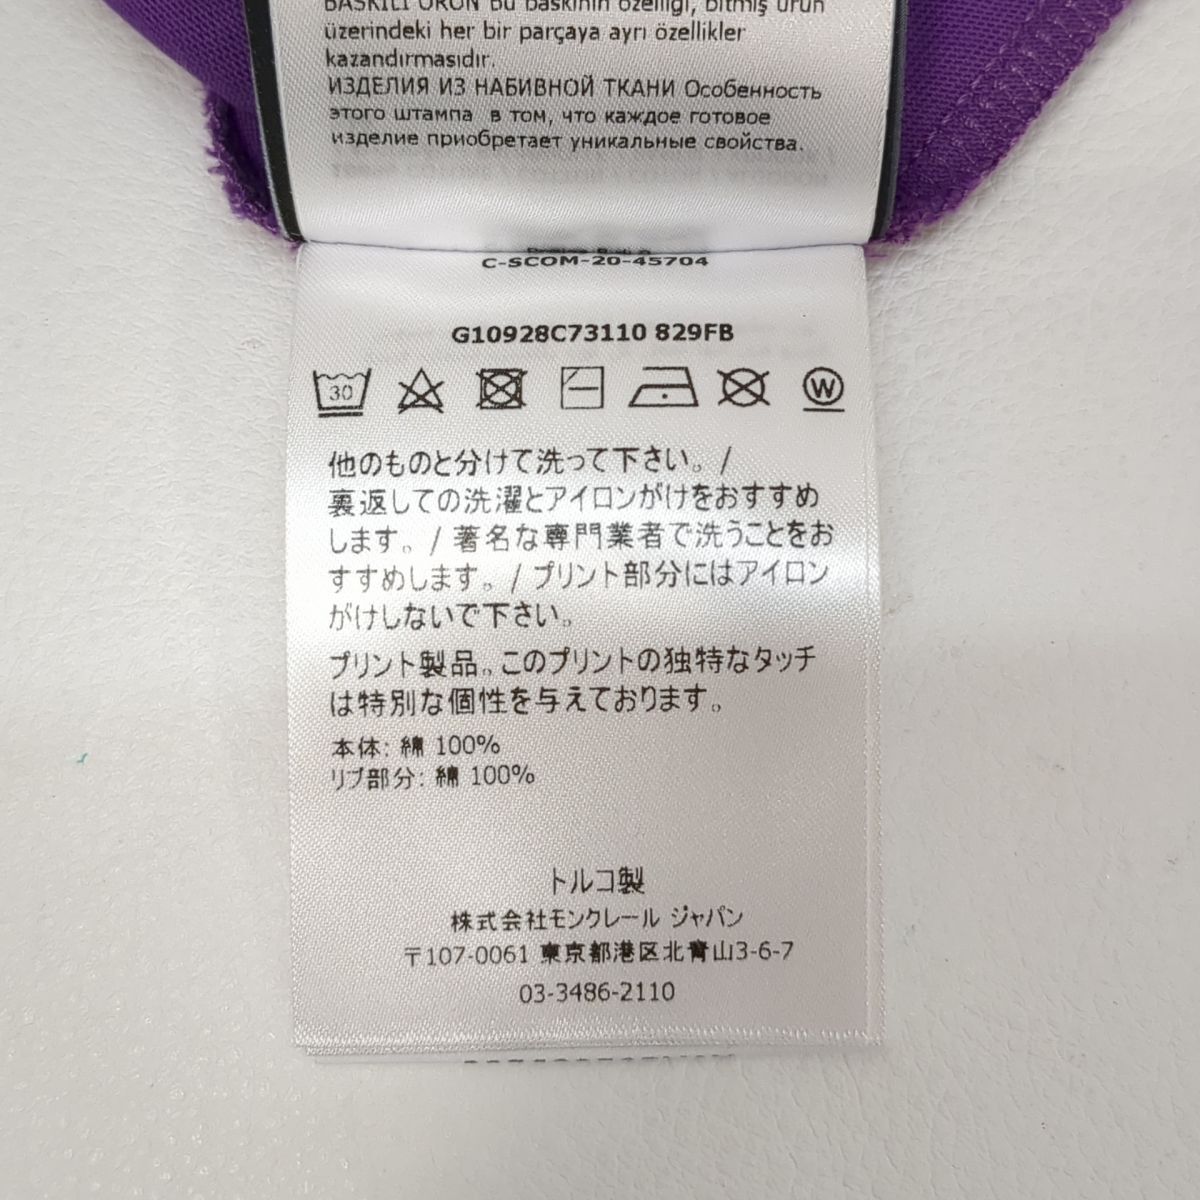 BASKILI ÜRÜN Bu baskının özelliği, bitmiş ürün
üzerindeki her bir parçaya ayrı özellikler
kazandırmasıdır.
ИЗДЕЛИЯ ИЗ НАБИВНОЙ ТКАНИ Особенность
этого штампа в том, что каждое готовое
изделие приобретает уникальные свойства.
C-SCOM-20-45704
G10928C73110 829FB
30
W
他のものと分けて洗って下さい。/
裏返しての洗濯とアイロンがけをおすすめ
します。/ 著名な専門業者で洗うことをお
すすめします。/ プリント部分にはアイロン
がけしないで下さい。
プリント製品。このプリントの独特なタッチ
は特別な個性を与えております。
本体: 綿 100%
リブ部分: 綿 100%
トルコ製
株式会社モンクレール ジャパン
〒107-0061 東京都港区北青山3-6-7
03-3486-2110